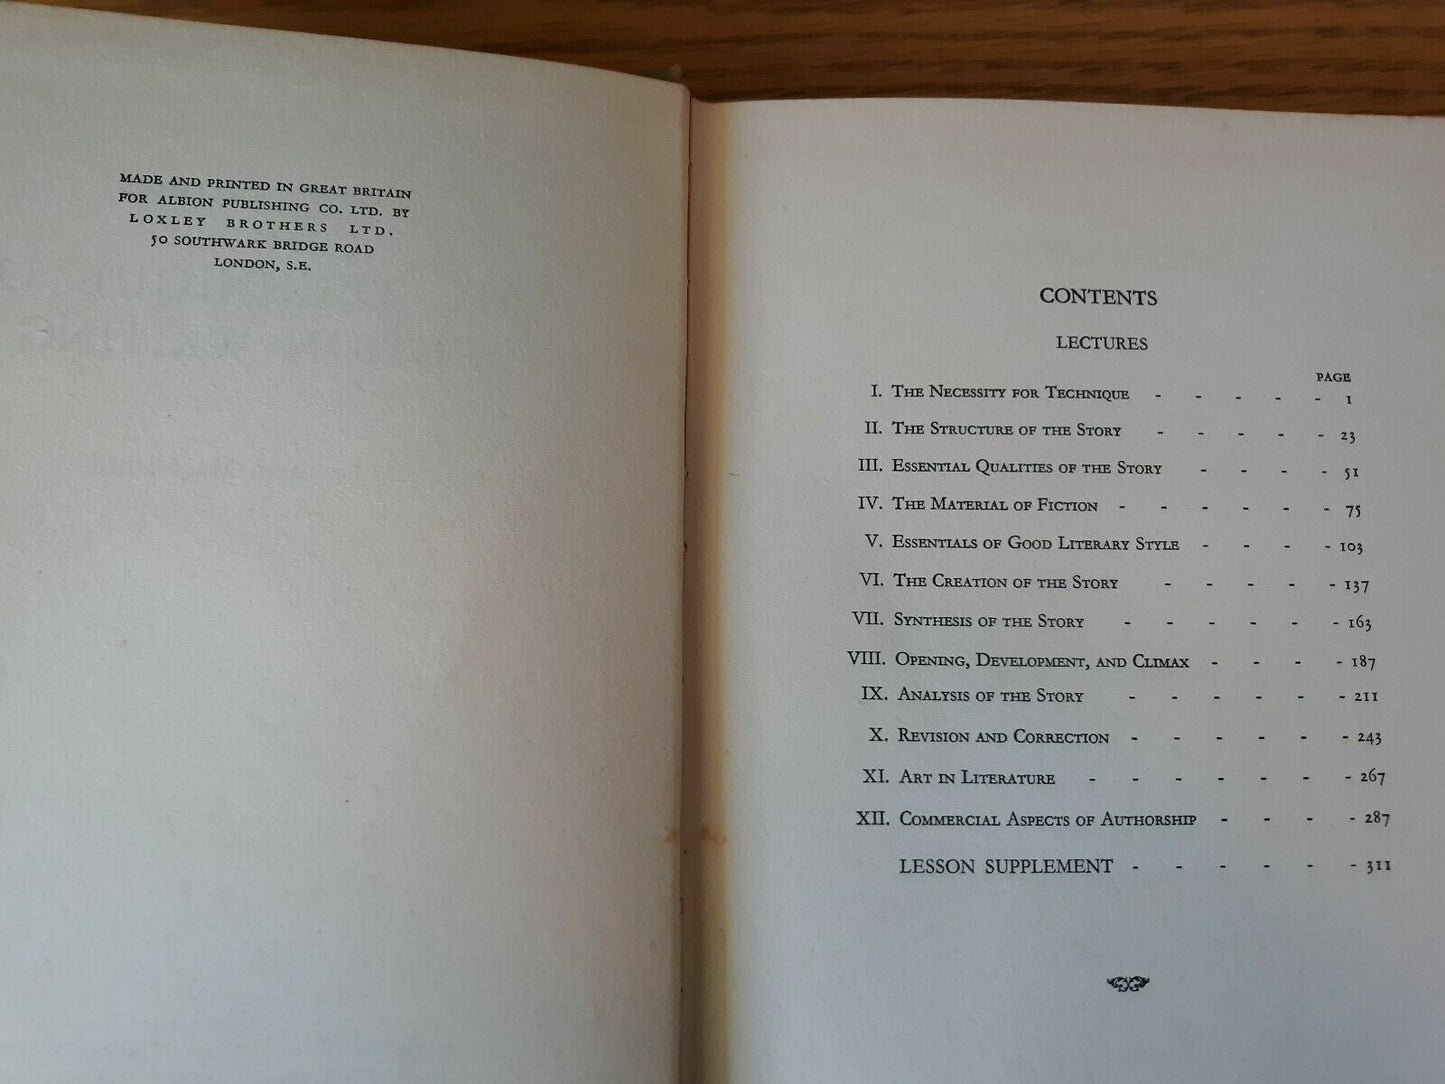 MADE AND PRINTED IN GREAT BRITAIN
FOR ALBION PUBLISHING CO. LTD. BY
LOXLEY BROTHERS LTD.
50 SOUTHWARK BRIDGE ROAD
LONDON, S.E.
CONTENTS
LECTURES
PAGE
I. THE NECESSITY FOR TECHNIQUE - - - - - 1
II. THE STRUCTURE OF THE STORY - - - - - 23
III. ESSENTIAL QUALITIES OF THE STORY - - - - 51
IV. THE MATERIAL OF FICTION - - - - - - 75
V. ESSENTIALS OF GOOD LITERARY STYLE - - - - 103
VI. THE CREATION OF THE STORY - - - - - 137
VII. SYNTHESIS OF THE STORY - - - - - - 163
VIII. OPENING, DEVELOPMENT, AND CLIMAX - - - - 187
IX. ANALYSIS OF THE STORY - - - - - - 211
X. REVISION AND CORRECTION - - - - - - 243
XI. ART IN LITERATURE - - - - - - - 267
XII. COMMERCIAL ASPECTS OF AUTHORSHIP - - - - 287
LESSON SUPPLEMENT - - - - - - 311